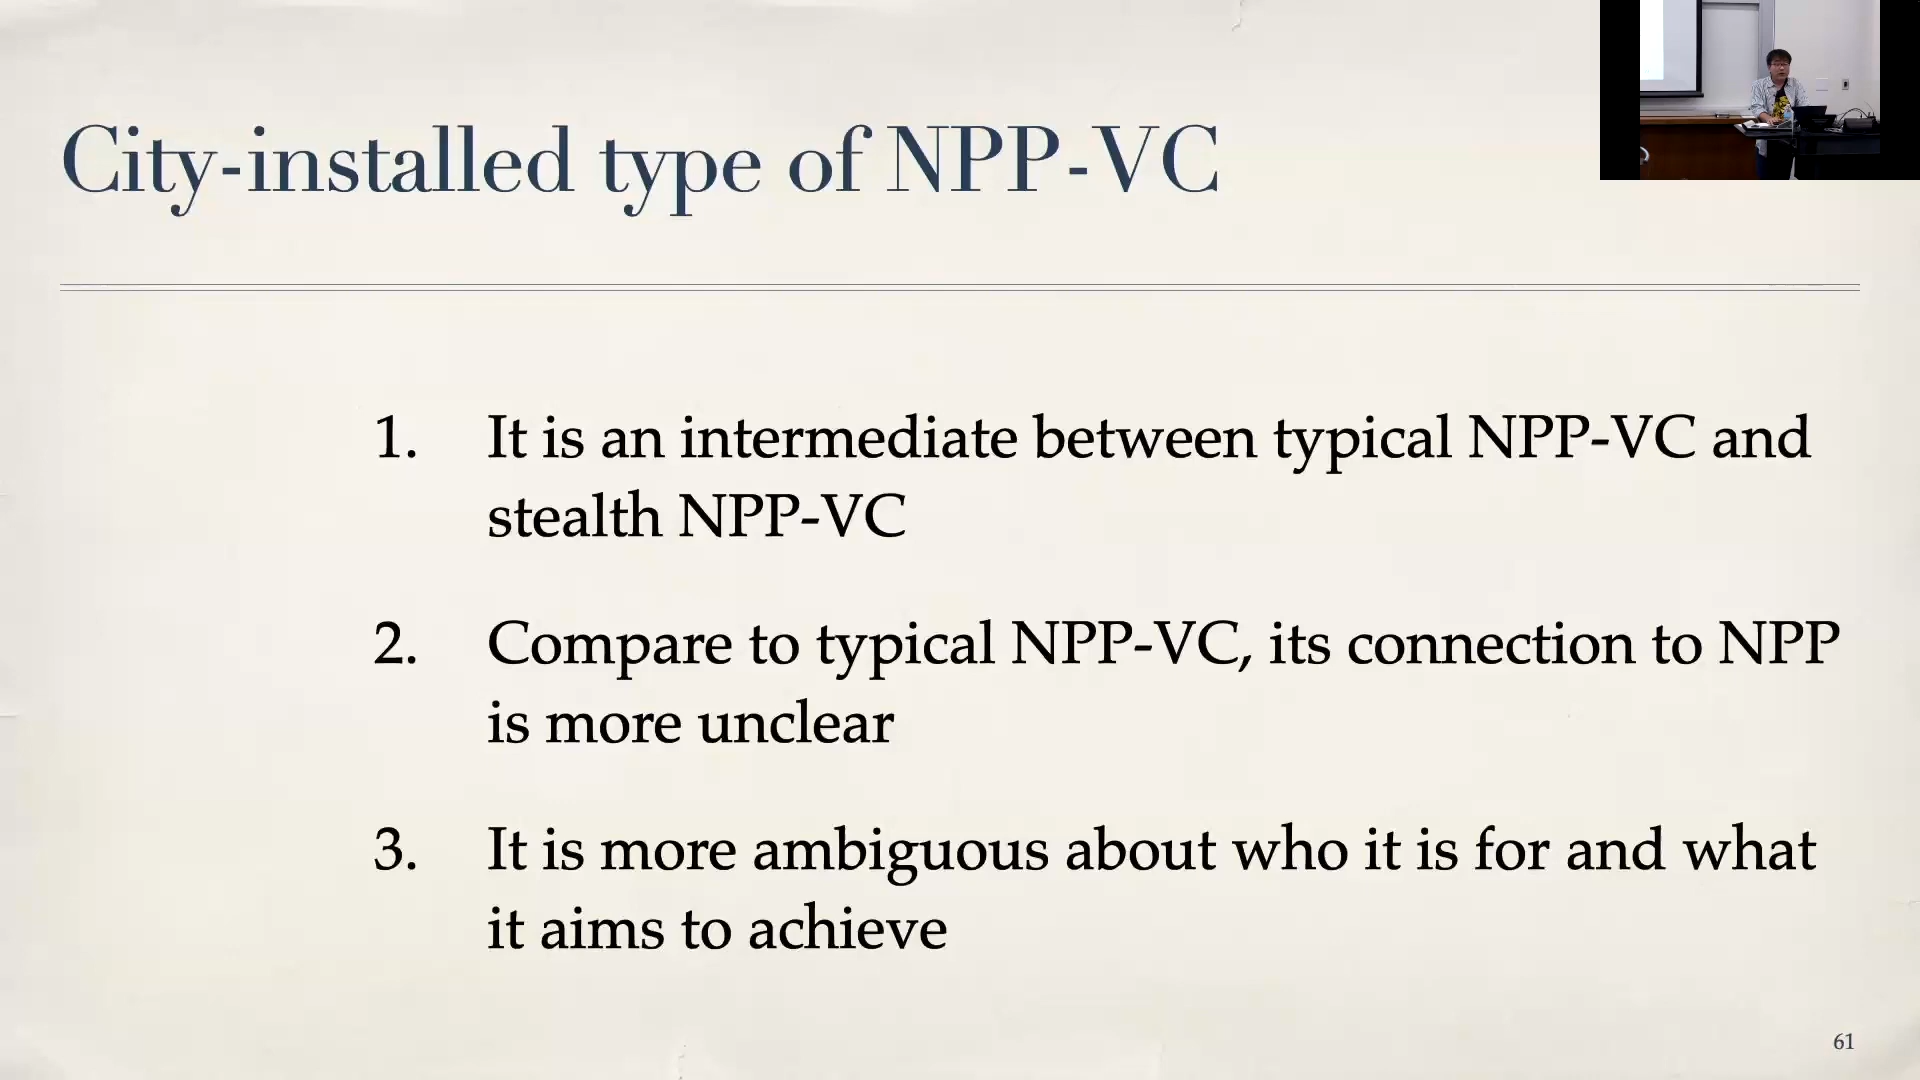 City-installed type of NPP-VC
1. It is an intermediate between typical NPP-VC and
stealth NPP-VC
2. Compare to typical NPP-VC, its connection to NPP
is more unclear
3. It is more ambiguous about who it is for and what
it aims to achieve
61